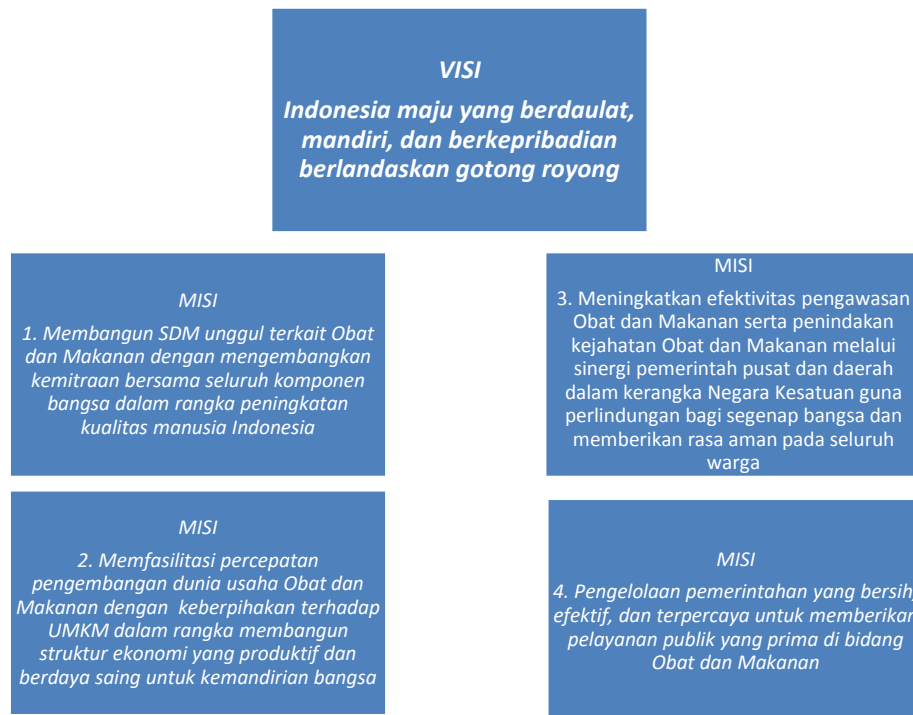 VISI
Indonesia maju yang berdaulat,
mandiri, dan berkepribadian
berlandaskan gotong royong
MISI
1. Membangun SDM unggul terkait Obat
dan Makanan dengan mengembangkan
kemitraan bersama seluruh komponen
bangsa dalam rangka peningkatan
kualitas manusia Indonesia
MISI
2. Memfasilitasi percepatan
pengembangan dunia usaha Obat dan
Makanan dengan keberpihakan terhadap
UMKM dalam rangka membangun
struktur ekonomi yang produktif dan
berdaya saing untuk kemandirian bangsa
MISI
3. Meningkatkan efektivitas pengawasan
Obat dan Makanan serta penindakan
kejahatan Obat dan Makanan melalui
sinergi pemerintah pusat dan daerah
dalam kerangka Negara Kesatuan guna
perlindungan bagi segenap bangsa dan
memberikan rasa aman pada seluruh
warga
MISI
4. Pengelolaan pemerintahan yang bersih,
efektif, dan terpercaya untuk memberikan
pelayanan publik yang prima di bidang
Obat dan Makanan